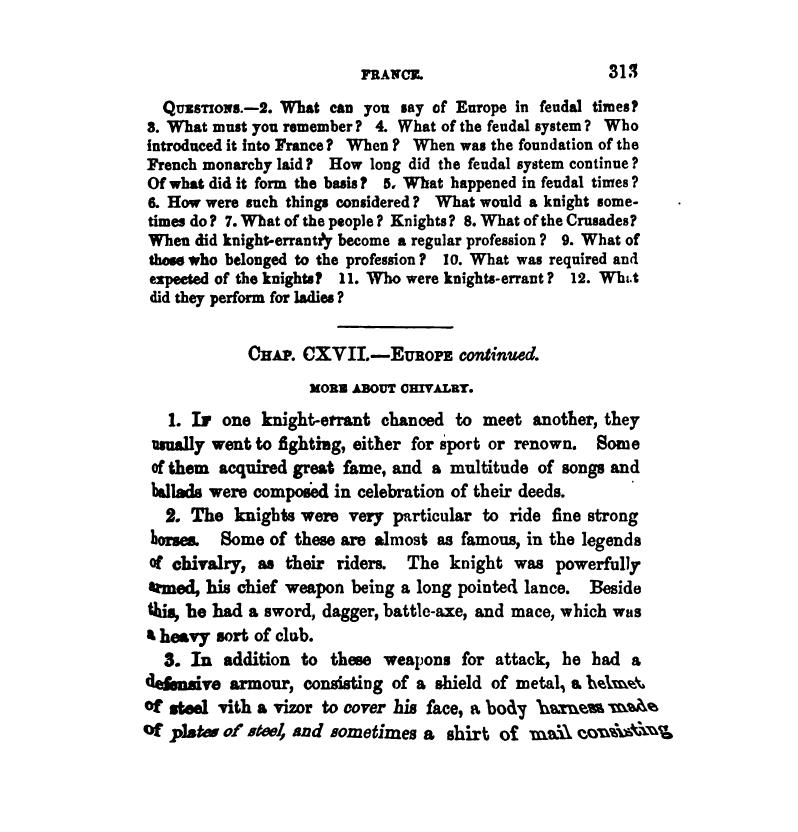 FRANCE. 313
QUESTIONS.—2. What can you say of Europe in feudal times?
3. What must you remember? 4. What of the feudal system? Who
introduced it into France? When? When was the foundation of the
French monarchy laid? How long did the feudal system continue?
Of what did it form the basis? 5. What happened in feudal times?
6. How were such things considered? What would a knight some-
times do? 7. What of the people? Knights? 8. What of the Crusades?
When did knight-errantry become a regular profession? 9. What of
those who belonged to the profession? 10. What was required and
expected of the knights? 11. Who were knights-errant? 12. What
did they perform for ladies?
CHAP. CXVII.—EUROPE continued.
MORE ABOUT CHIVALRY.
1. IF one knight-errant chanced to meet another, they
usually went to fighting, either for sport or renown. Some
of them acquired great fame, and a multitude of songs and
ballads were composed in celebration of their deeds.
2. The knights were very particular to ride fine strong
horses. Some of these are almost as famous, in the legends
of chivalry, as their riders. The knight was powerfully
armed, his chief weapon being a long pointed lance. Beside
this, he had a sword, dagger, battle-axe, and mace, which was
a heavy sort of club.
3. In addition to these weapons for attack, he had a
defensive armour, consisting of a shield of metal, a helmet
of steel with a vizor to cover his face, a body harness made
of plates of steel, and sometimes a shirt of mail consisting